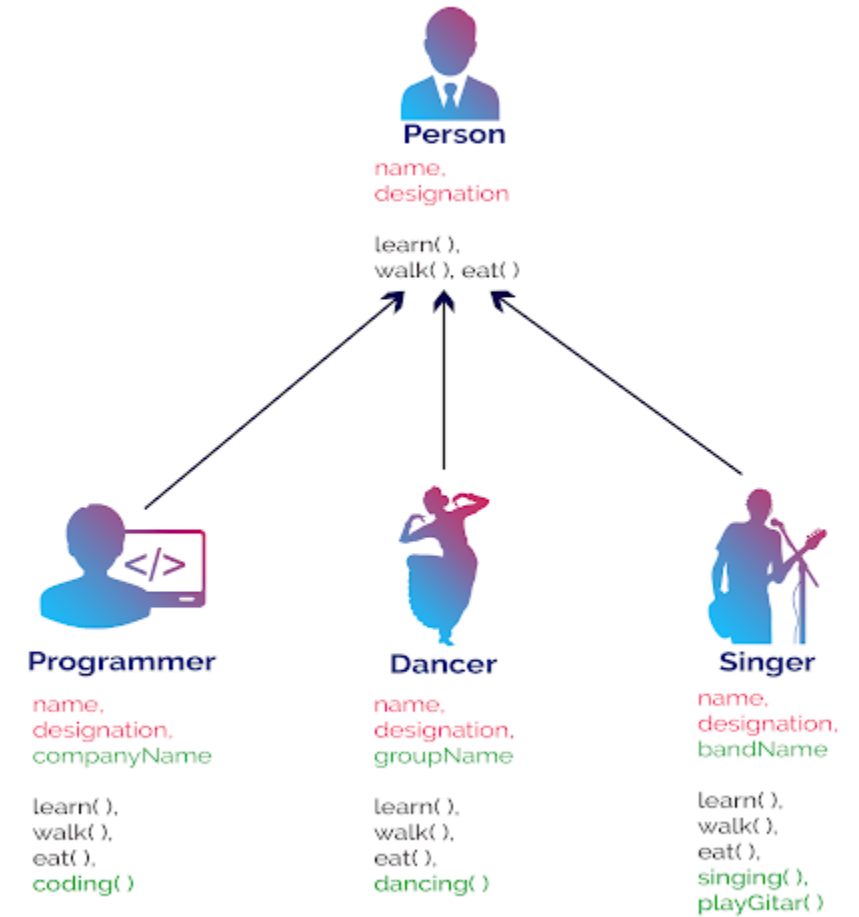 Person
name,
designation
learn( ),
walk( ), eat( )
</>
Programmer
name,
designation,
companyName
learn( ),
walk( ),
eat( ),
coding( )
Dancer
name,
designation,
groupName
learn( ),
walk( ),
eat( ),
dancing( )
Singer
name,
designation,
bandName
learn( ),
walk( ),
eat( ),
singing( ),
playGitar( )